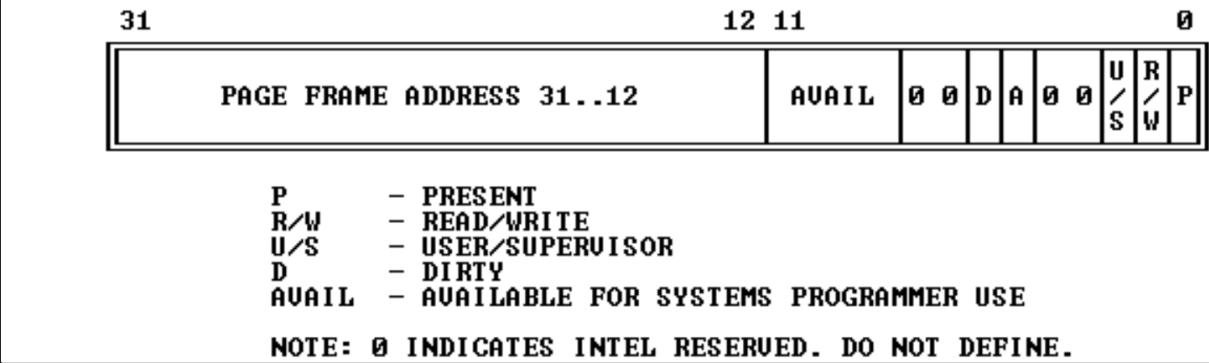 31 12 11 0
PAGE FRAME ADDRESS 31..12 AVAIL 0 0 D A 0 0 U/S R/W P
P – PRESENT
R/W – READ/WRITE
U/S – USER/SUPERVISOR
D – DIRTY
AVAIL – AVAILABLE FOR SYSTEMS PROGRAMMER USE
NOTE: 0 INDICATES INTEL RESERVED. DO NOT DEFINE.